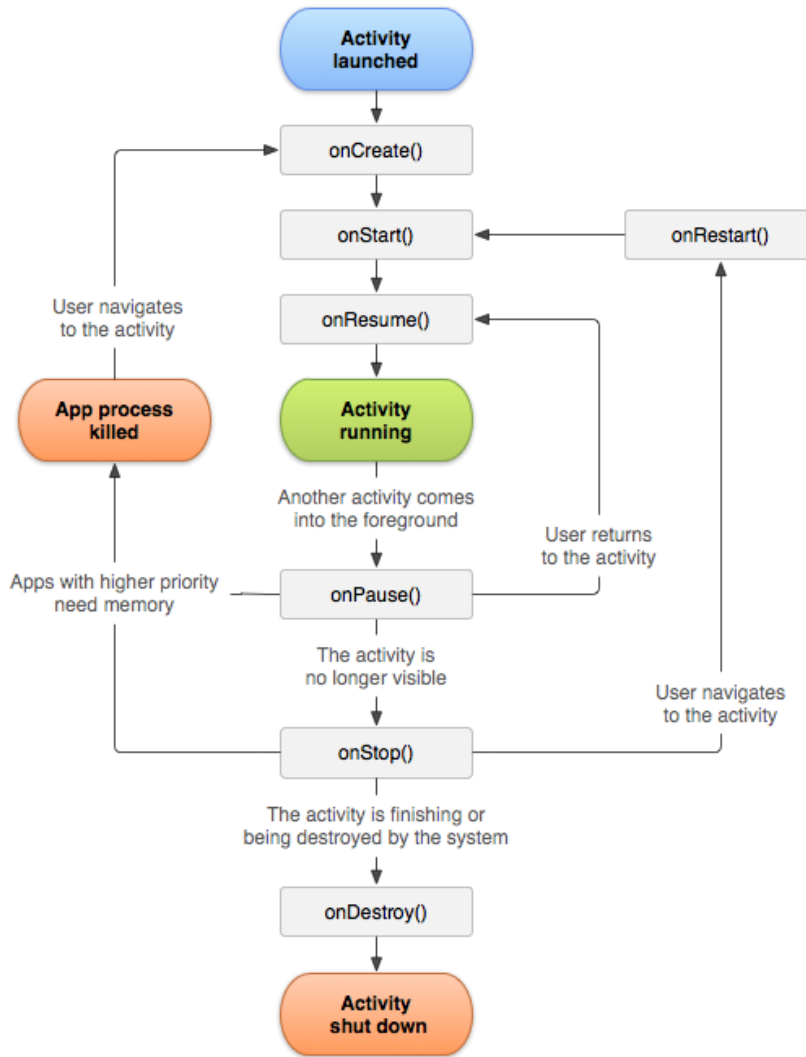 Activity
launched
onCreate()
onStart()
onRestart()
User navigates
to the activity
onResume()
App process
killed
Activity
running
Another activity comes
into the foreground
User returns
to the activity
Apps with higher priority
need memory
onPause()
The activity is
no longer visible
User navigates
to the activity
onStop()
The activity is finishing or
being destroyed by the system
onDestroy()
Activity
shut down